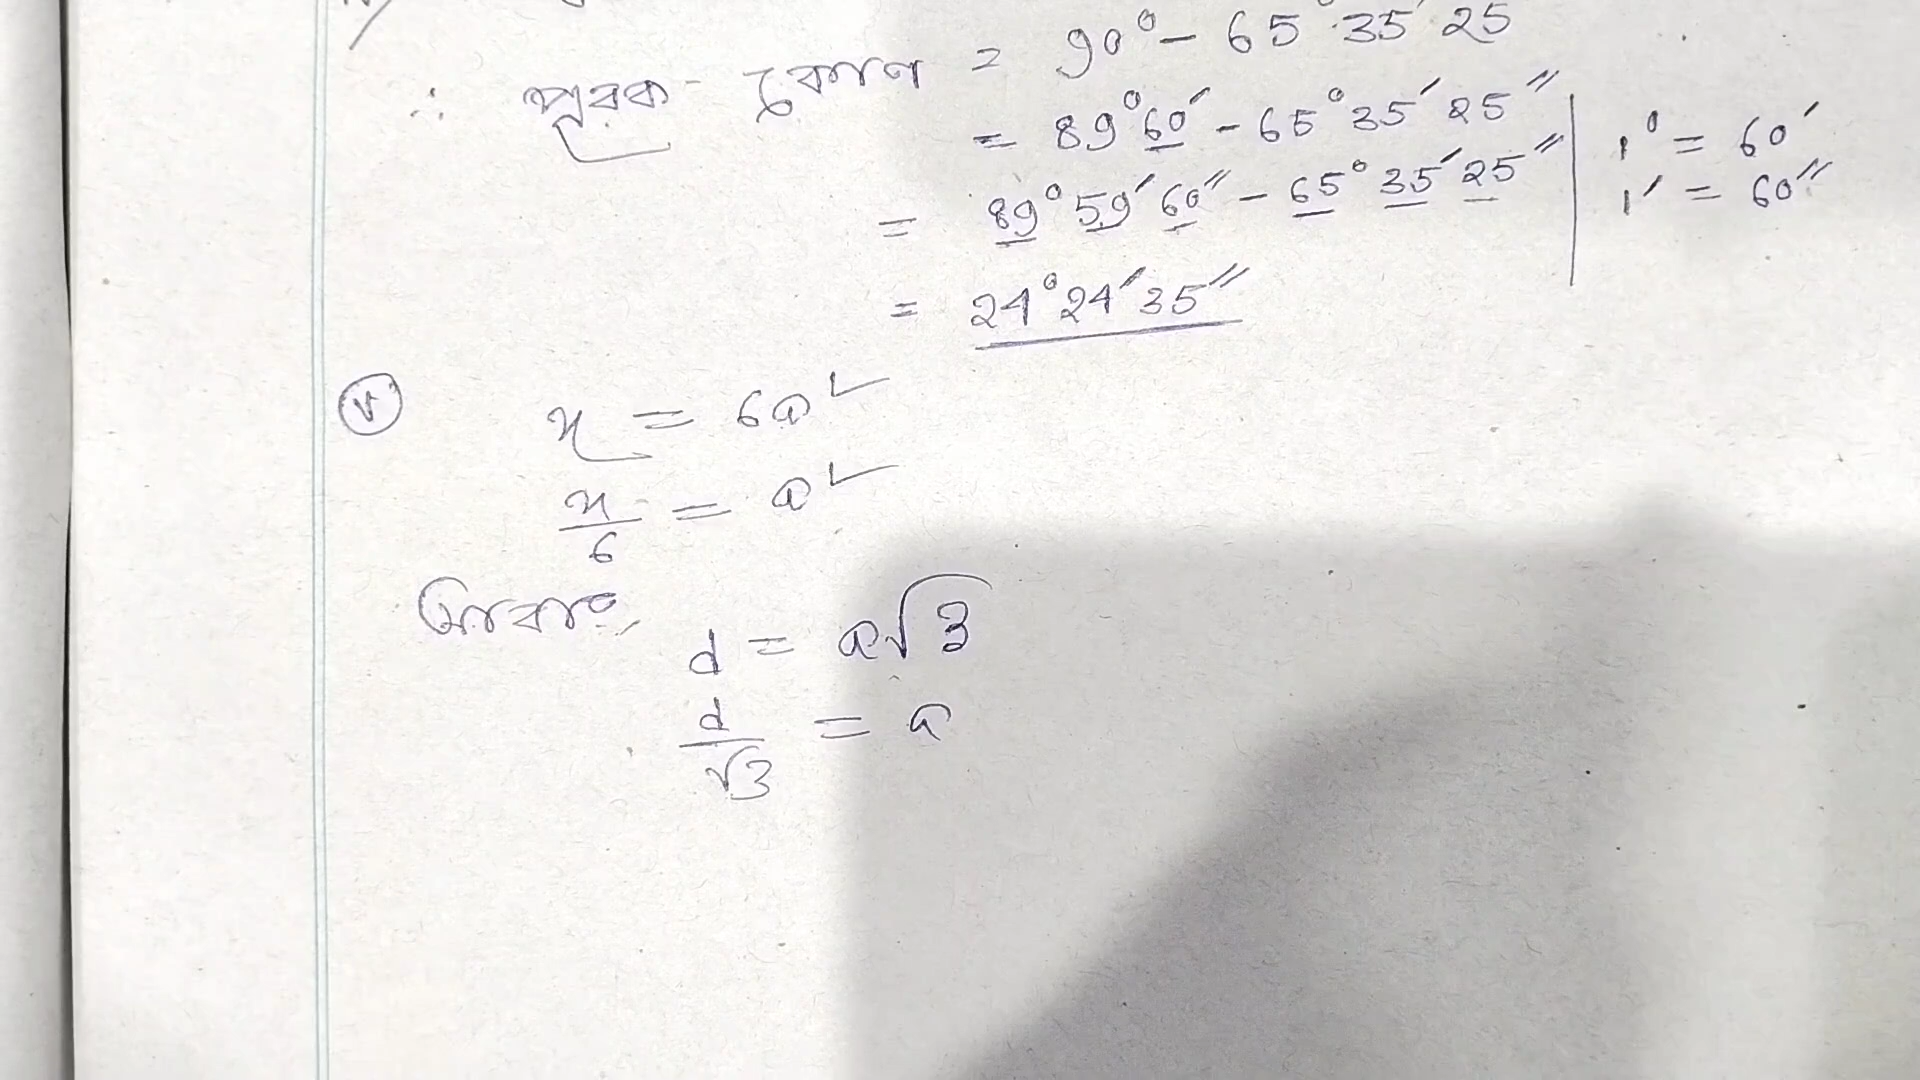 ∴ পূরক কোণ = 90° - 65° 35′ 25
= 89° 60′ - 65° 35′ 25″
= 89° 59′ 60″ - 65° 35′ 25″
1° = 60′
1′ = 60″
= 24° 24′ 35″
(v) x = 6a²
x/6 = a²
আবার,
d = a√3
d/√3 = a